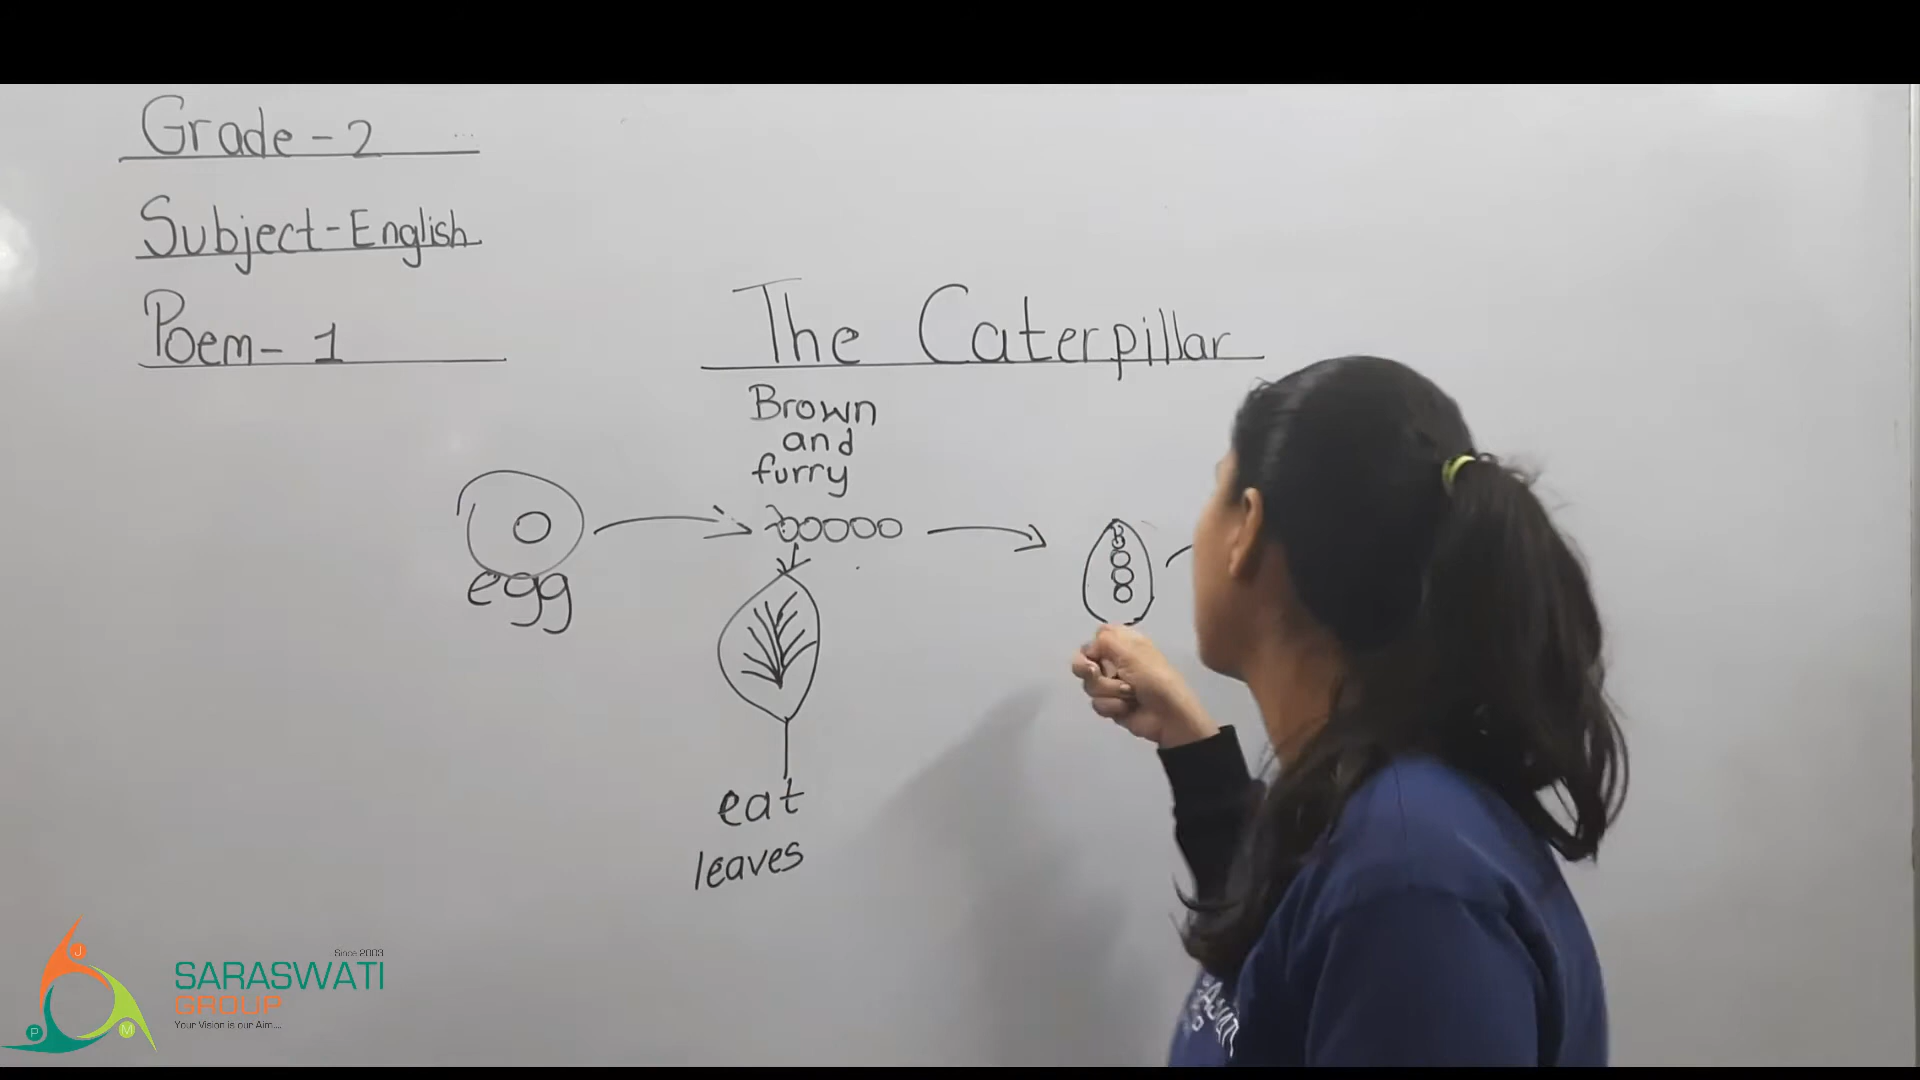 Grade - 2
Subject - English
Poem - 1
The Caterpillar
Brown
and
furry
egg
eat
leaves
Since 2003
SARASWATI
GROUP
Your Vision is our Aim....
J
P
M